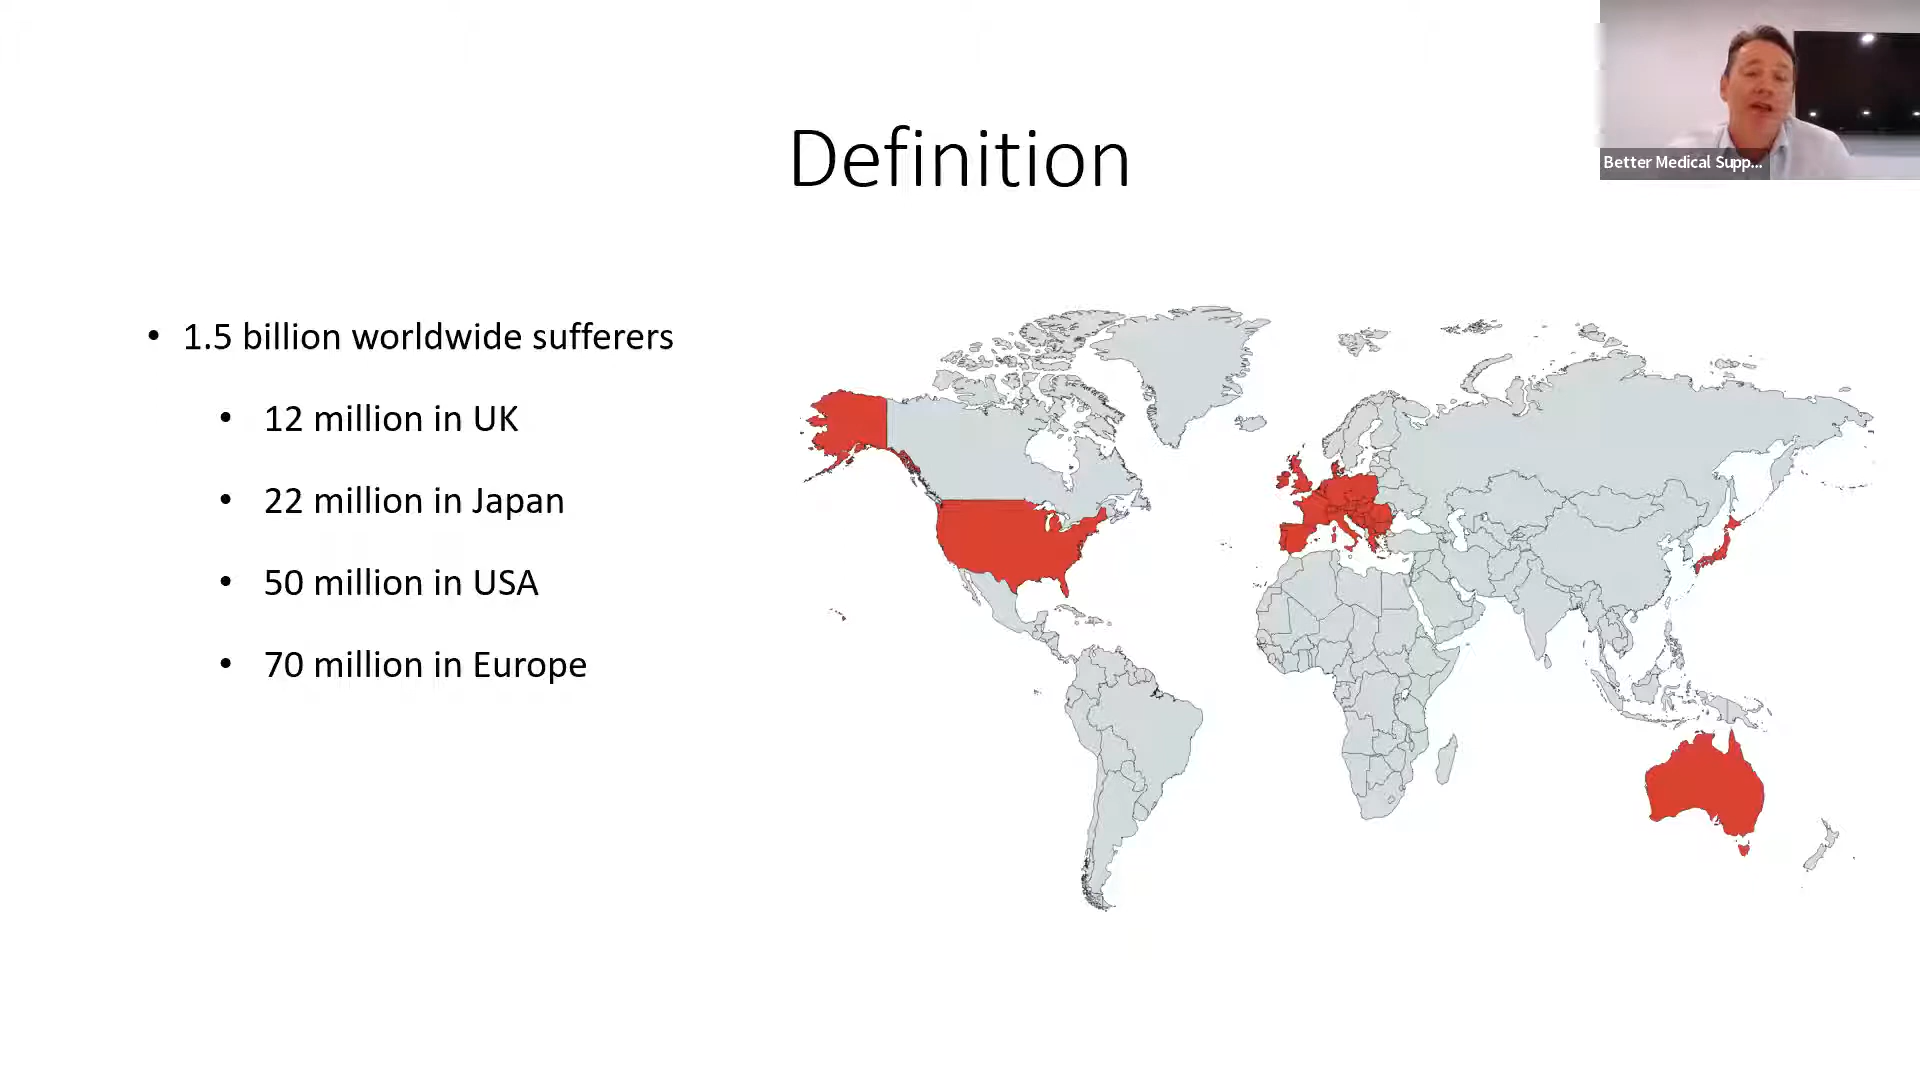 Better Medical Supp...
Definition
• 1.5 billion worldwide sufferers
• 12 million in UK
• 22 million in Japan
• 50 million in USA
• 70 million in Europe